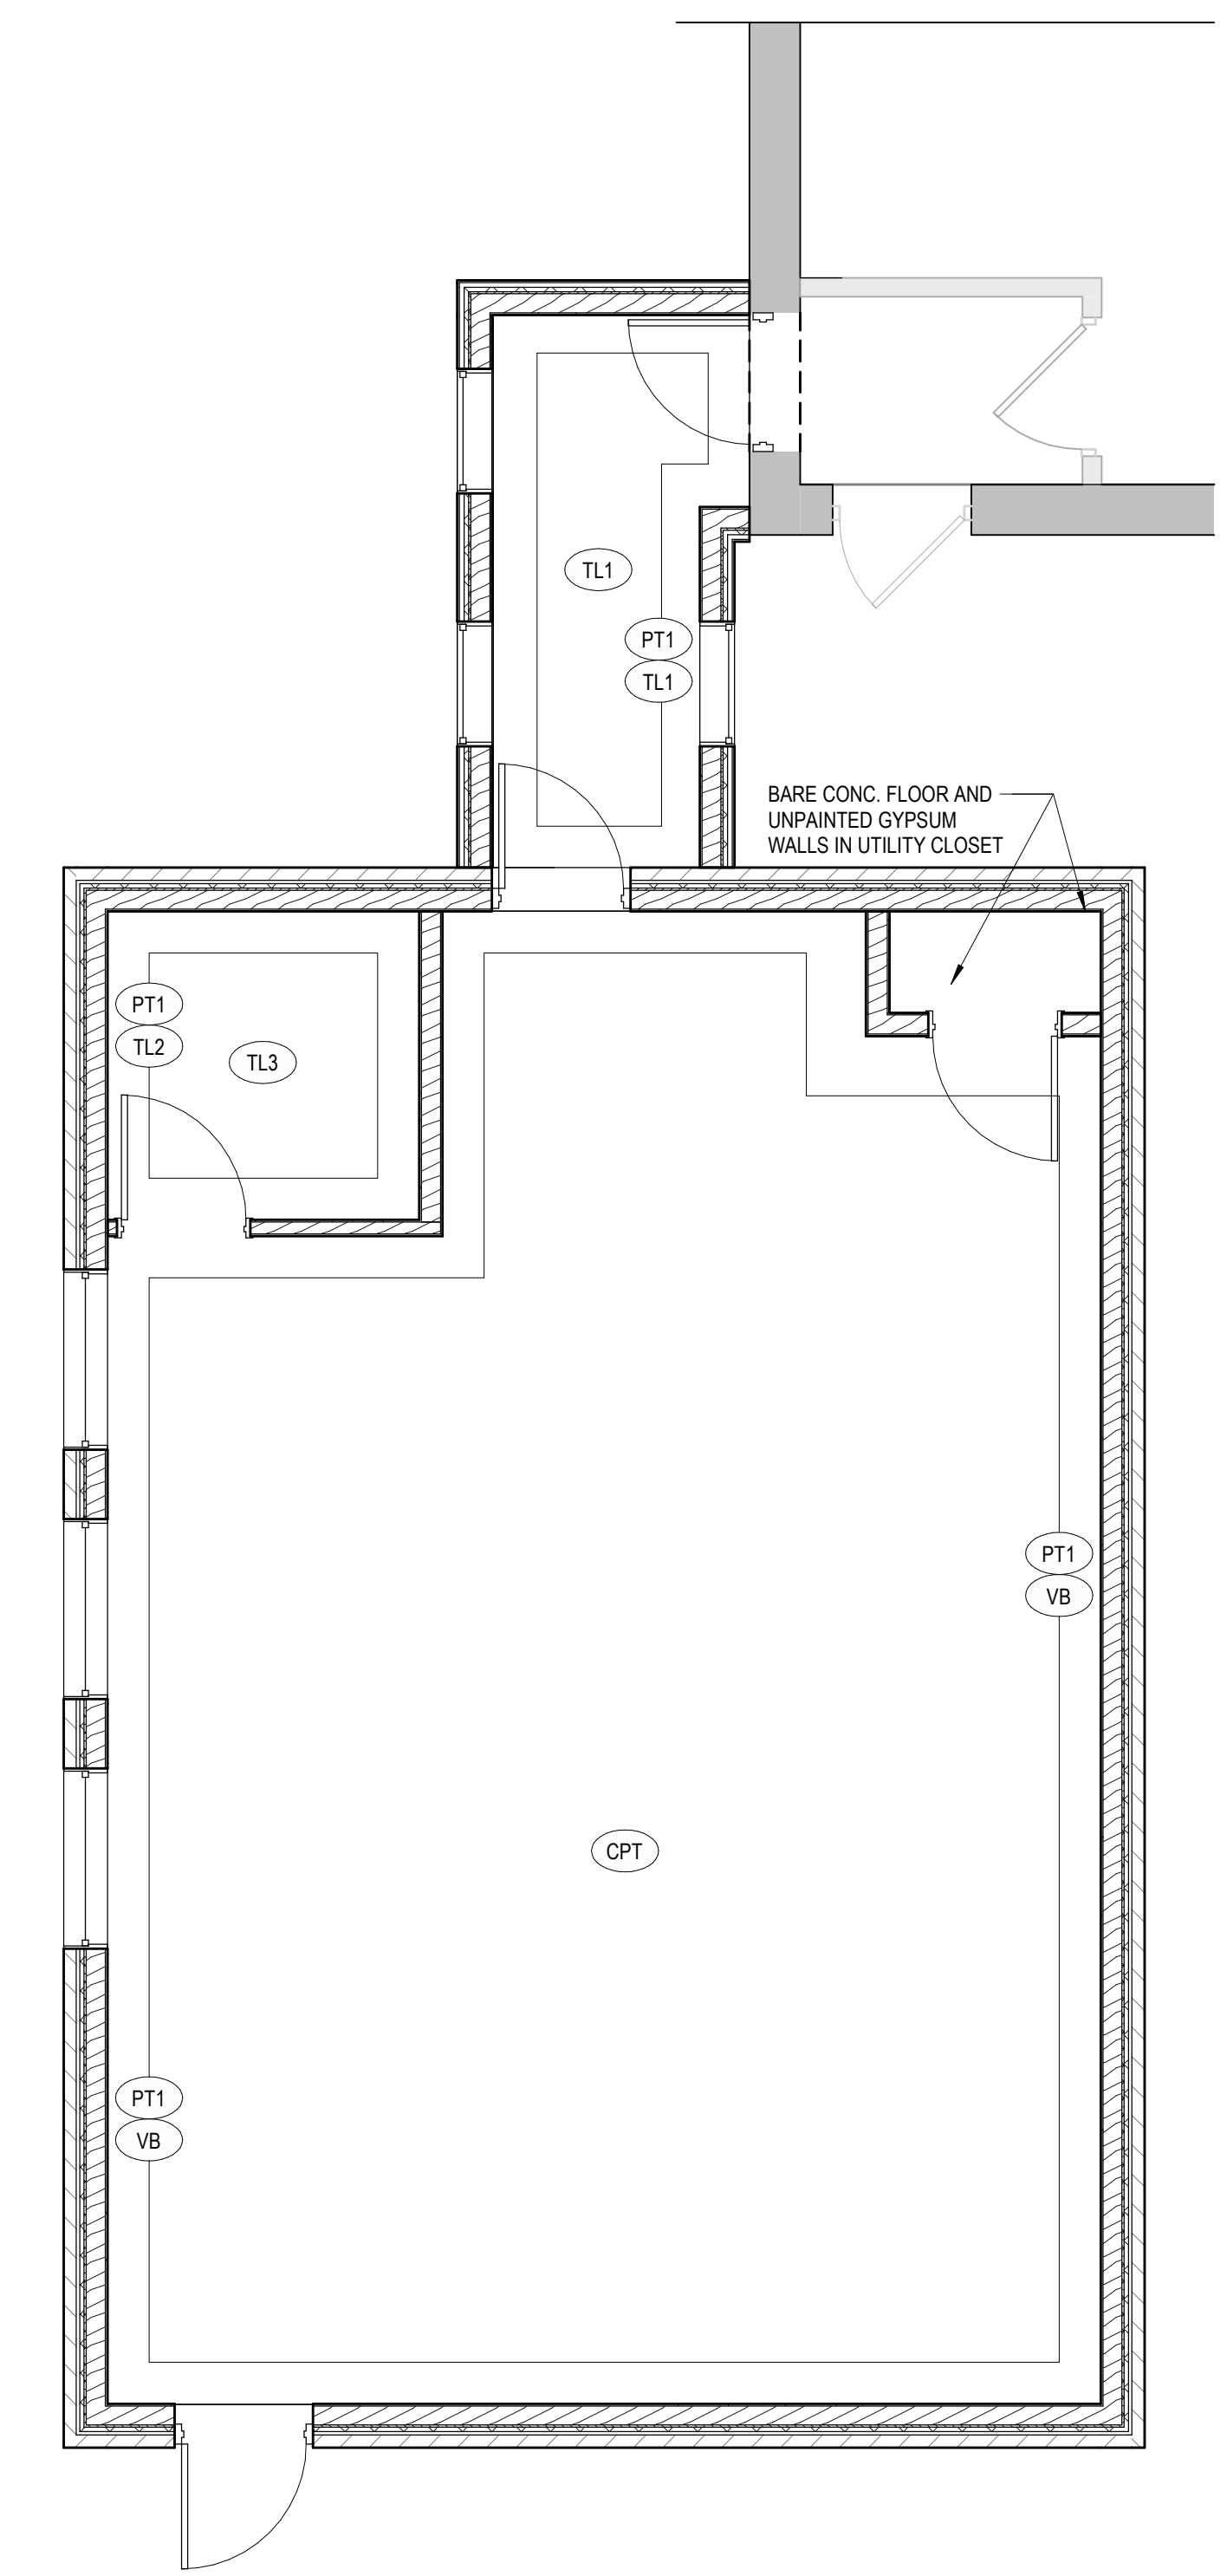 TL1
PT1
TL1
BARE CONC. FLOOR AND
UNPAINTED GYPSUM
WALLS IN UTILITY CLOSET
PT1
TL2
TL3
PT1
VB
CPT
PT1
VB